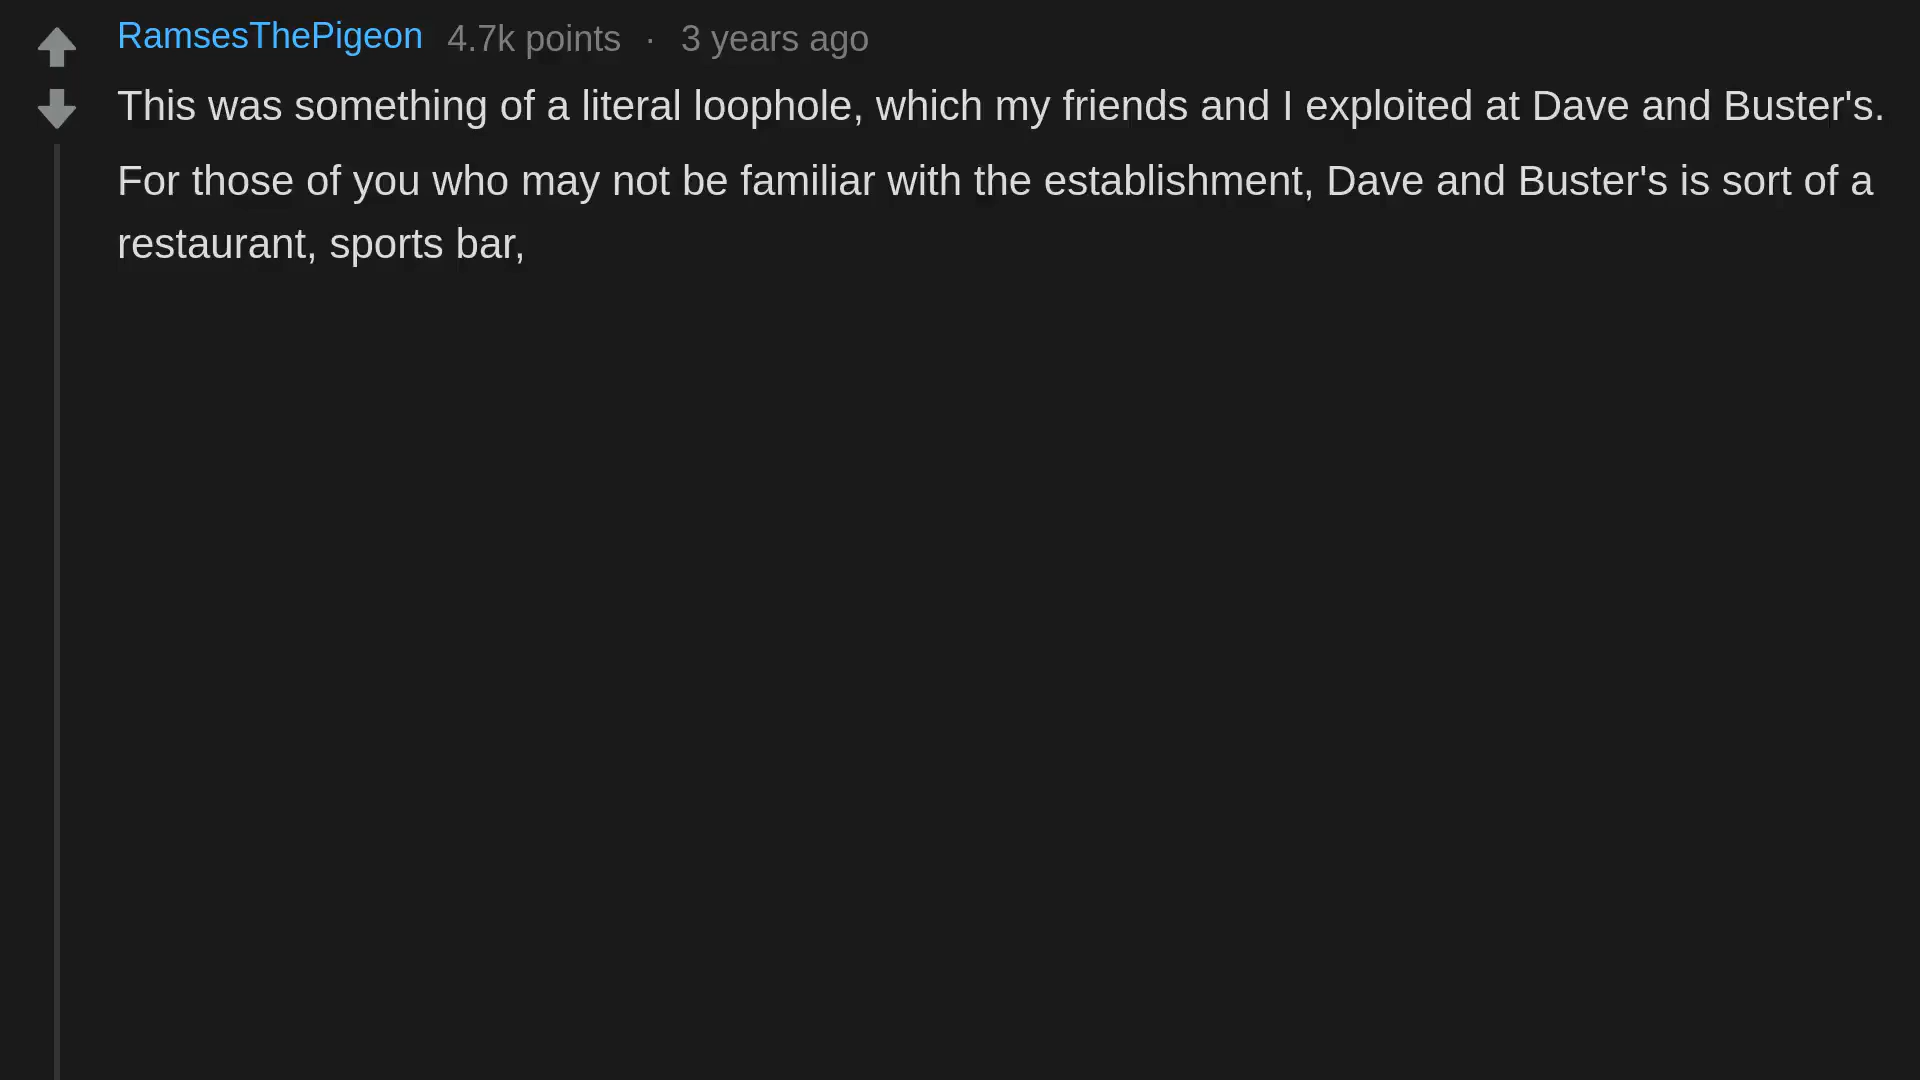 RamsesThePigeon 4.7k points · 3 years ago
This was something of a literal loophole, which my friends and I exploited at Dave and Buster's.
For those of you who may not be familiar with the establishment, Dave and Buster's is sort of a
restaurant, sports bar,